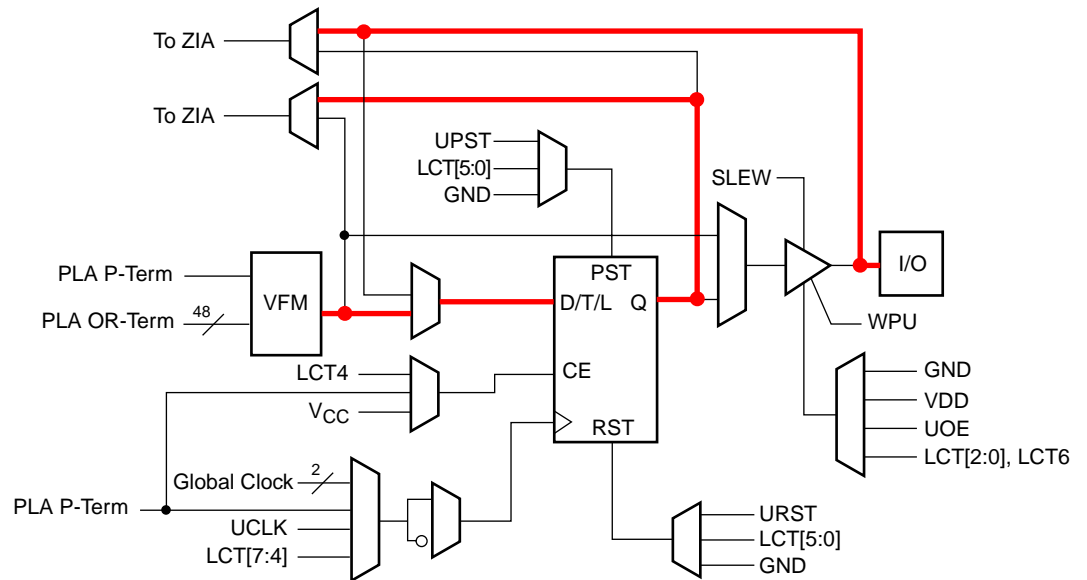 To ZIA
To ZIA
UPST
LCT[5:0]
GND
SLEW
PLA P-Term
VFM
PST
I/O
D/T/L
Q
PLA OR-Term
48
WPU
LCT4
CE
GND
VCC
VDD
RST
UOE
LCT[2:0], LCT6
Global Clock
2
PLA P-Term
UCLK
LCT[7:4]
URST
LCT[5:0]
GND